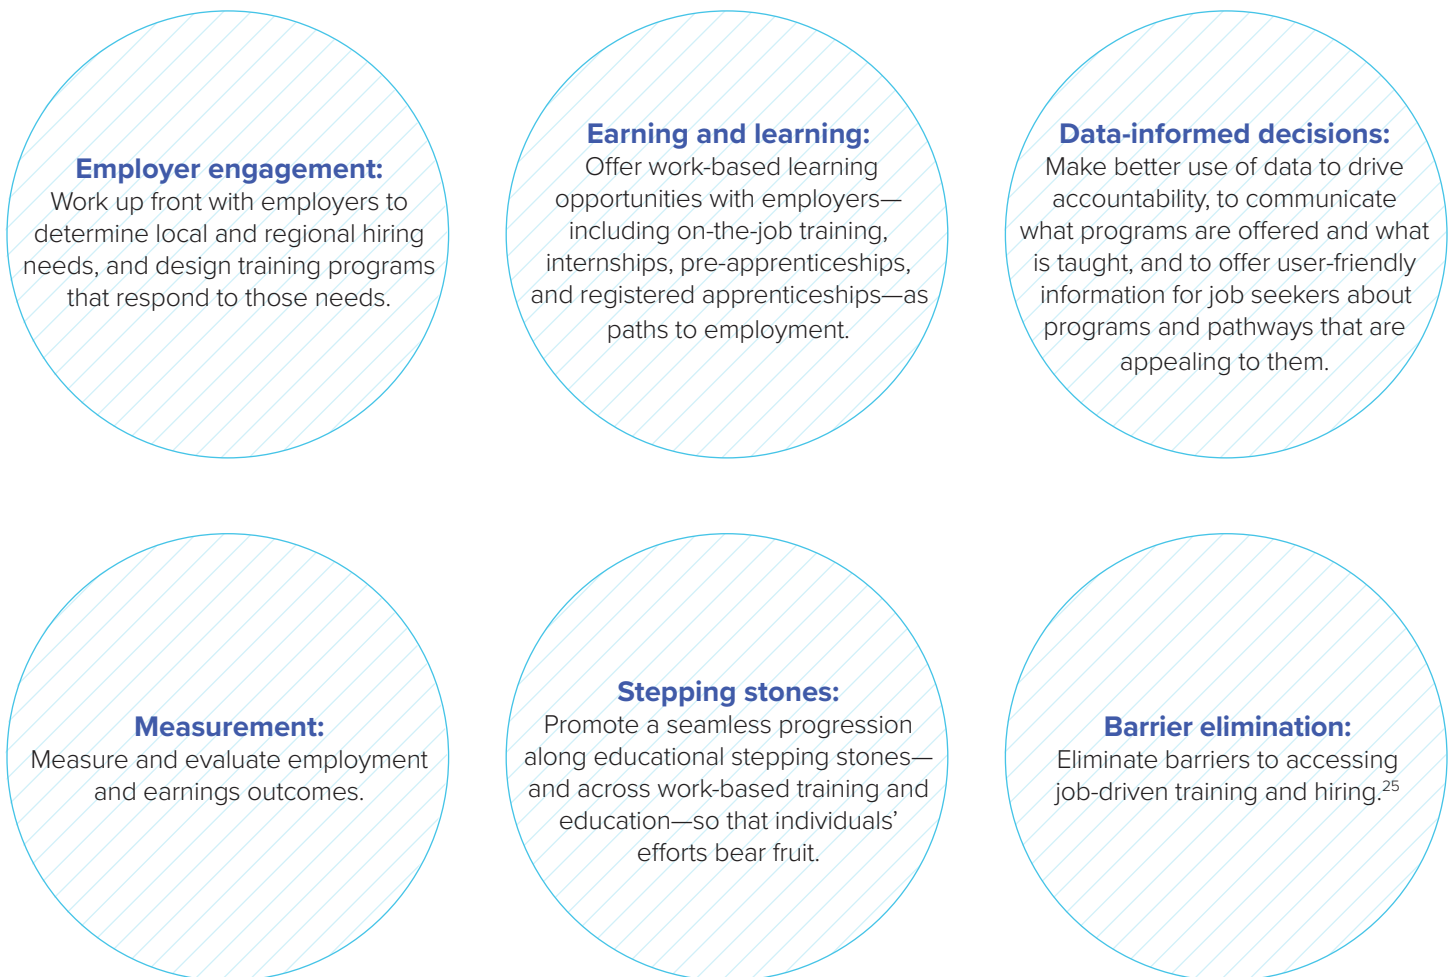 Employer engagement:
Work up front with employers to
determine local and regional hiring
needs, and design training programs
that respond to those needs.
Earning and learning:
Offer work-based learning
opportunities with employers—
including on-the-job training,
internships, pre-apprenticeships,
and registered apprenticeships—as
paths to employment.
Data-informed decisions:
Make better use of data to drive
accountability, to communicate
what programs are offered and what
is taught, and to offer user-friendly
information for job seekers about
programs and pathways that are
appealing to them.
Measurement:
Measure and evaluate employment
and earnings outcomes.
Stepping stones:
Promote a seamless progression
along educational stepping stones—
and across work-based training and
education—so that individuals’
efforts bear fruit.
Barrier elimination:
Eliminate barriers to accessing
job-driven training and hiring.25